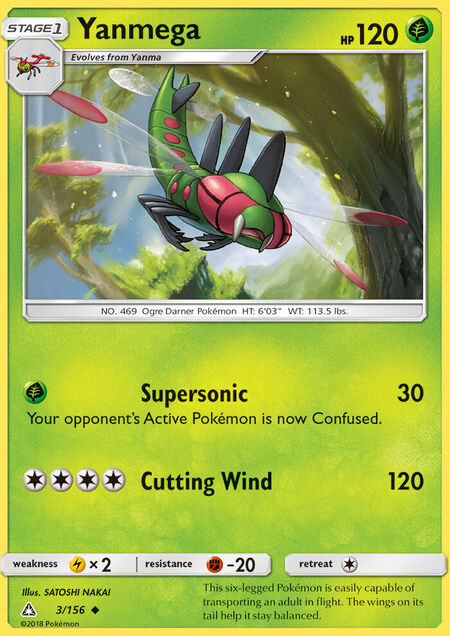 STAGE1 Yanmega HP 120
Evolves from Yanma
NO. 469 Ogre Darner Pokémon HT: 6'03" WT: 113.5 lbs.
Supersonic 30
Your opponent's Active Pokémon is now Confused.
Cutting Wind 120
weakness ×2 resistance -20 retreat
Illus. SATOSHI NAKAI
3/156
©2018 Pokémon
This six-legged Pokémon is easily capable of
transporting an adult in flight. The wings on its
tail help it stay balanced.